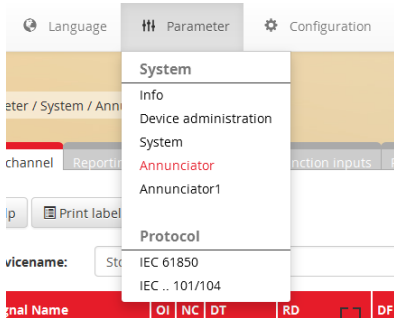 Language Parameter Configuration
System
Info
eter / System / Annu
Device administration
System
channel Reportin Annunciator nction inputs
Annunciator1
lp Print label
Protocol
vicename: Sto IEC 61850
IEC .. 101/104
gnal Name OI NC DT RD DF